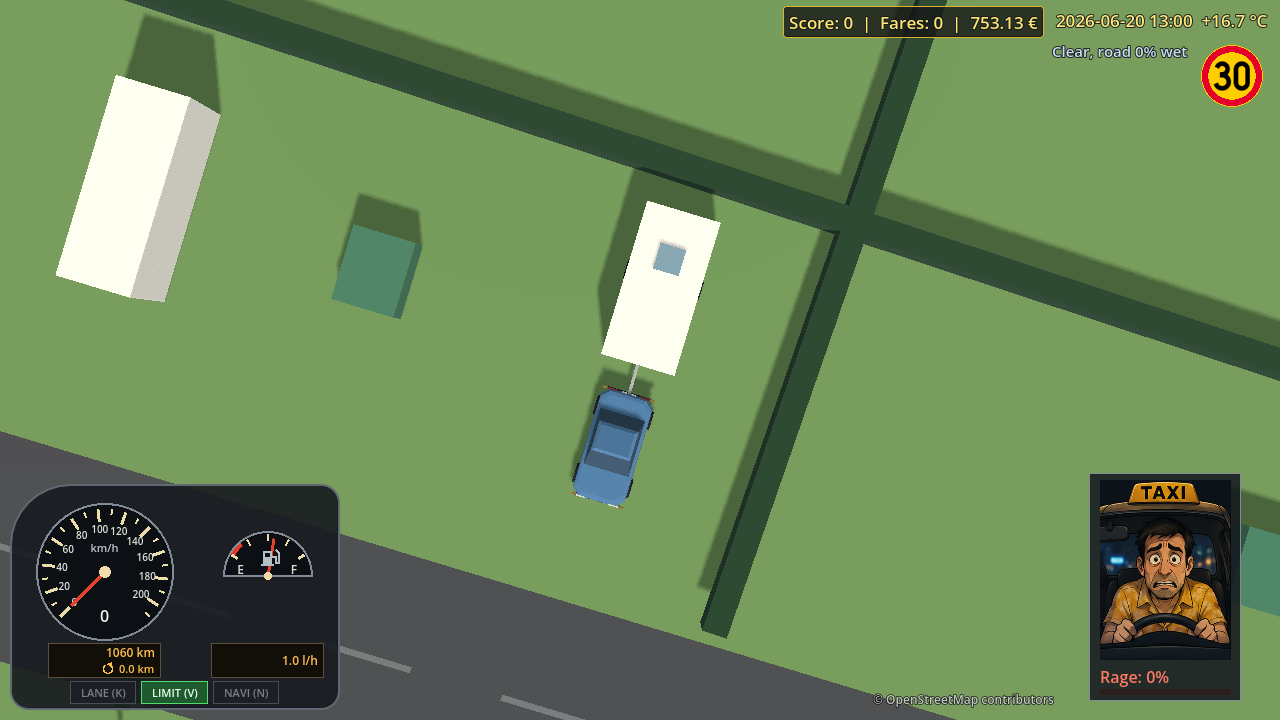 Score: 0 | Fares: 0 | 753.13 €
2026-06-20 13:00 +16.7 °C
Clear, road 0% wet
30
0 20 40 60 80 100 120 140 160 180 200
km/h
0
E F
1060 km
0.0 km
1.0 l/h
LANE (K) LIMIT (V) NAVI (N)
TAXI
Rage: 0%
© OpenStreetMap contributors